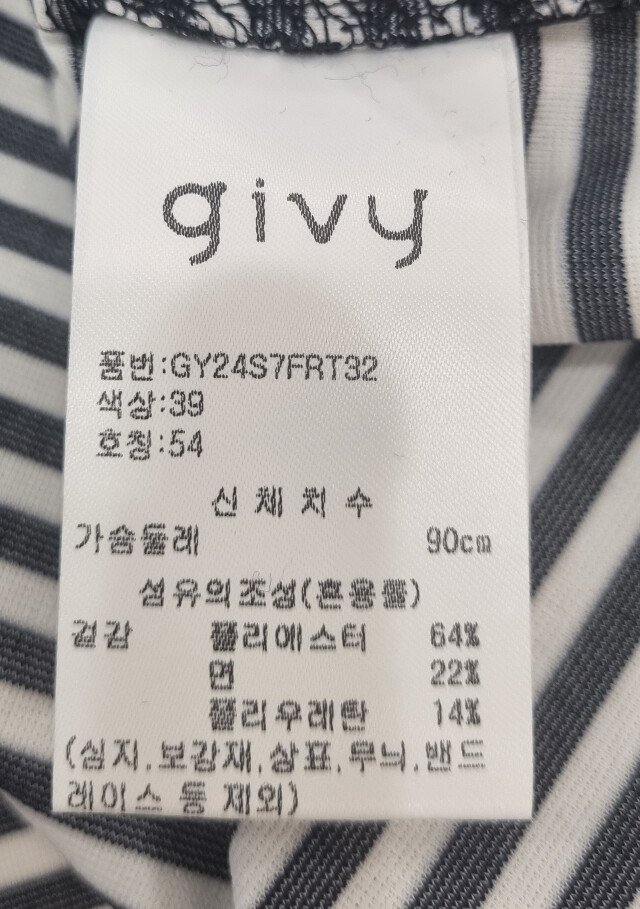 givy
품번:GY24S7FRT32
색상:39
호칭:54
신 체 치 수
가슴둘레 90cm
섬유의조성(혼용률)
겉감 폴리에스터 64%
면 22%
폴리우레탄 14%
(심지,보강재,상표,무늬,밴드
레이스 등 제외)